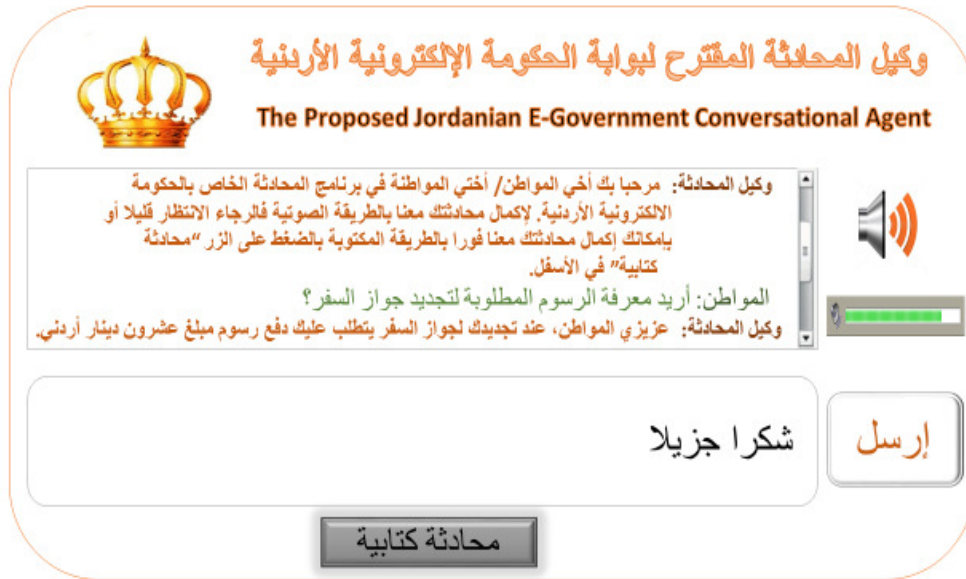 وكيل المحادثة المقترح لبوابة الحكومة الإلكترونية الأردنية
The Proposed Jordanian E-Government Conversational Agent
وكيل المحادثة: مرحبا بك أخي المواطن/ أختي المواطنة في برنامج المحادثة الخاص بالحكومة
الالكترونية الأردنية. لإكمال محادثتك معنا بالطريقة الصوتية فالرجاء الانتظار قليلا أو
بإمكانك إكمال محادثتك معنا فورا بالطريقة المكتوبة بالضغط على الزر “محادثة
كتابية” في الأسفل.
المواطن: أريد معرفة الرسوم المطلوبة لتجديد جواز السفر؟
وكيل المحادثة: عزيزي المواطن، عند تجديدك لجواز السفر يتطلب عليك دفع رسوم مبلغ عشرون دينار أردني.
شكرا جزيلا
إرسل
محادثة كتابية